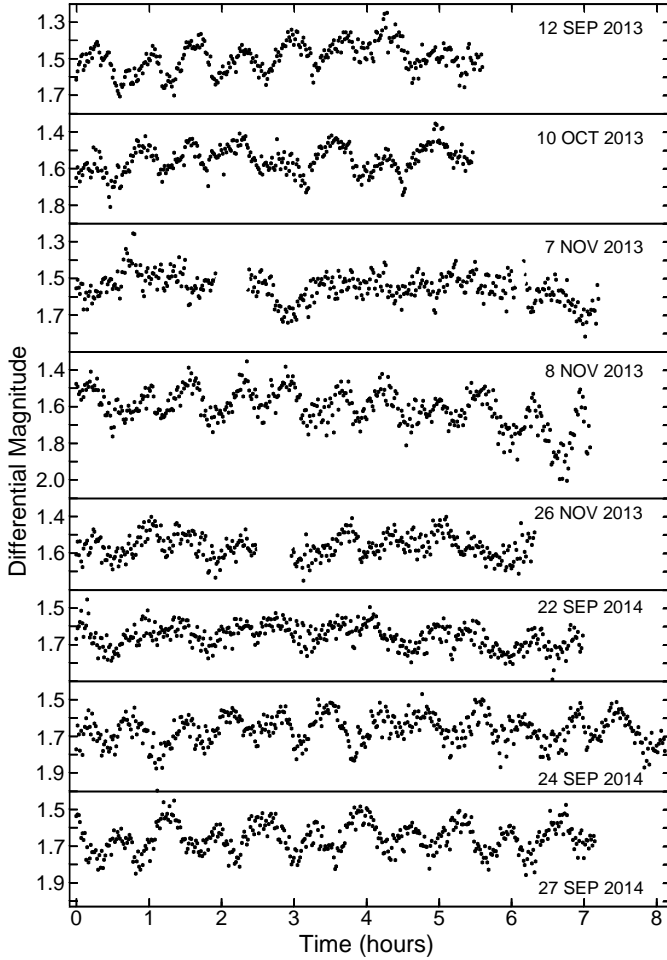 1.3
1.5
1.7
12 SEP 2013
1.4
1.6
1.8
10 OCT 2013
1.3
1.5
1.7
7 NOV 2013
1.4
1.6
1.8
2.0
8 NOV 2013
Differential Magnitude
1.4
1.6
26 NOV 2013
1.5
1.7
22 SEP 2014
1.5
1.7
1.9
24 SEP 2014
1.5
1.7
1.9
27 SEP 2014
0 1 2 3 4 5 6 7 8
Time (hours)